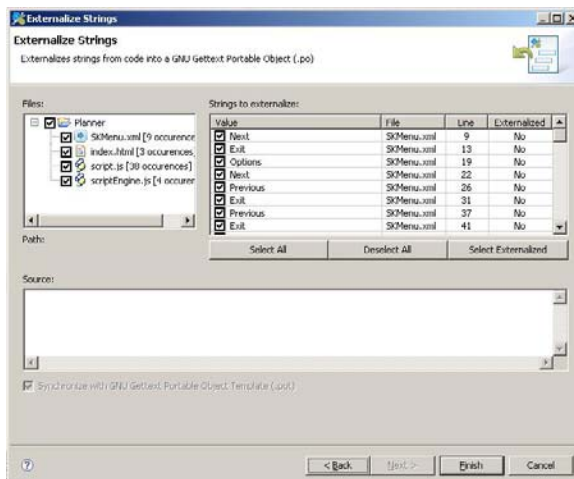 Externalize Strings
Externalize Strings
Externalizes strings from code into a GNU Gettext Portable Object (.po)
Files:
Planner
SKMenu.xml [9 occurence
index.html [3 occurences]
script.js [38 occurences]
scriptEngine.js [4 occurer
Path:
Strings to externalize:
Value File Line Externalized
Next SKMenu.xml 9 No
Exit SKMenu.xml 13 No
Options SKMenu.xml 19 No
Next SKMenu.xml 22 No
Previous SKMenu.xml 26 No
Exit SKMenu.xml 31 No
Previous SKMenu.xml 37 No
Exit SKMenu.xml 41 No
Select All Deselect All Select Externalized
Source:
Synchronize with GNU Gettext Portable Object Template (.pot)
< Back Next > Finish Cancel